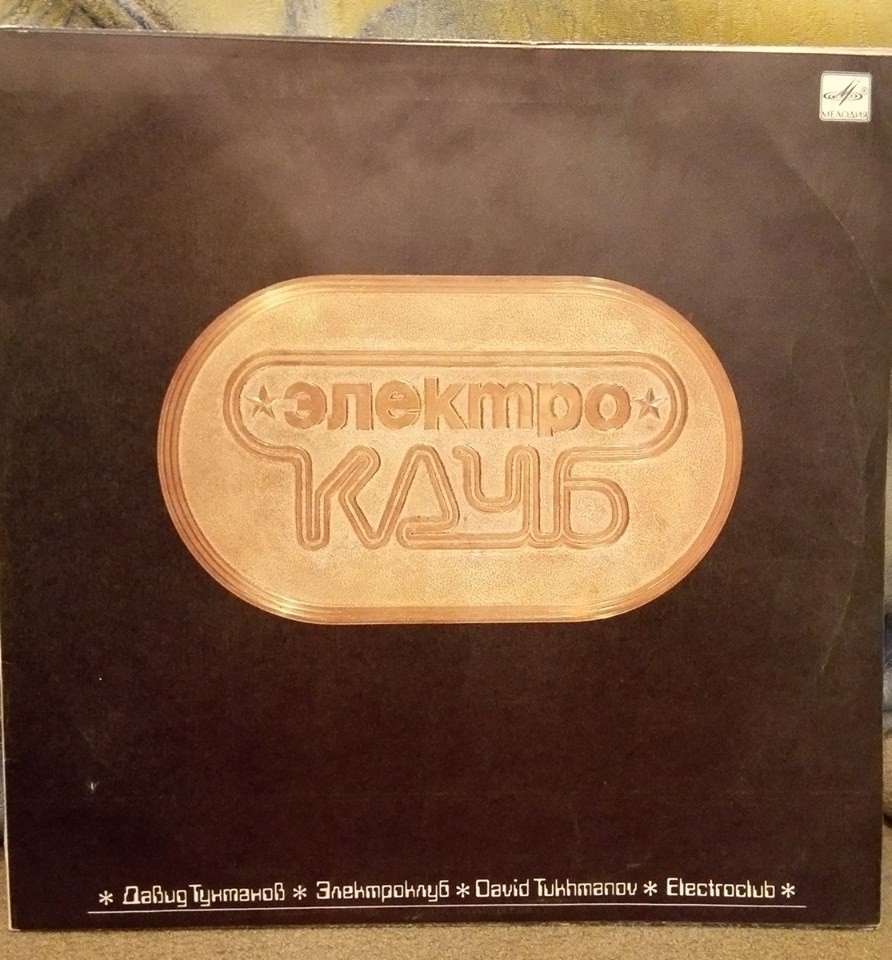 МЕЛОДИЯ
электро
КЛУБ
* Давид Тухманов * Электроклуб * David Tukhmanov * Electroclub *